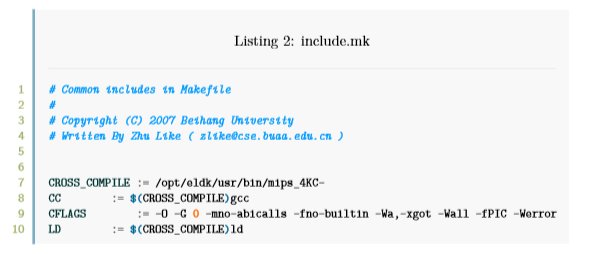 Listing 2: include.mk
1 # Common includes in Makefile
2 #
3 # Copyright (C) 2007 Beihang University
4 # Written By Zhu Like ( zlike@cse.buaa.edu.cn )
5
6
7 CROSS_COMPILE := /opt/eldk/usr/bin/mips_4KC-
8 CC := $(CROSS_COMPILE)gcc
9 CFLAGS := -O -G 0 -mno-abicalls -fno-builtin -Wa,-xgot -Wall -fPIC -Werror
10 LD := $(CROSS_COMPILE)ld